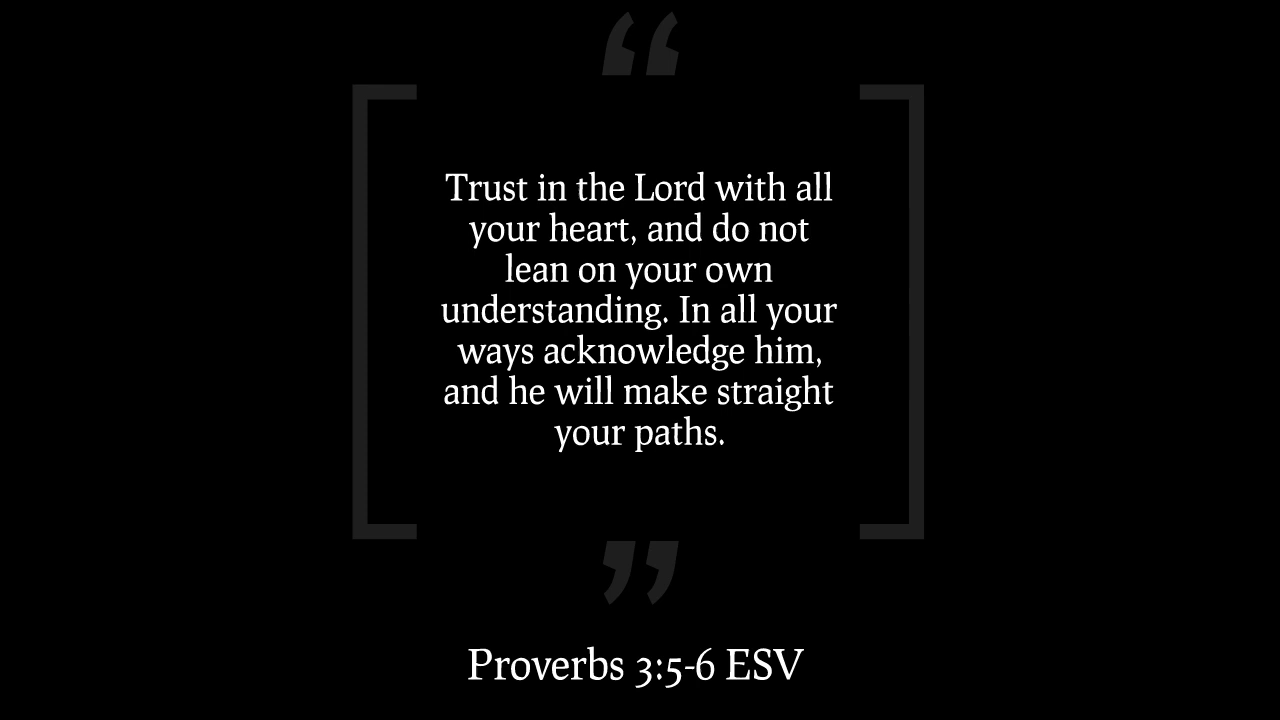 “
Trust in the Lord with all
your heart, and do not
lean on your own
understanding. In all your
ways acknowledge him,
and he will make straight
your paths.
”
Proverbs 3:5-6 ESV